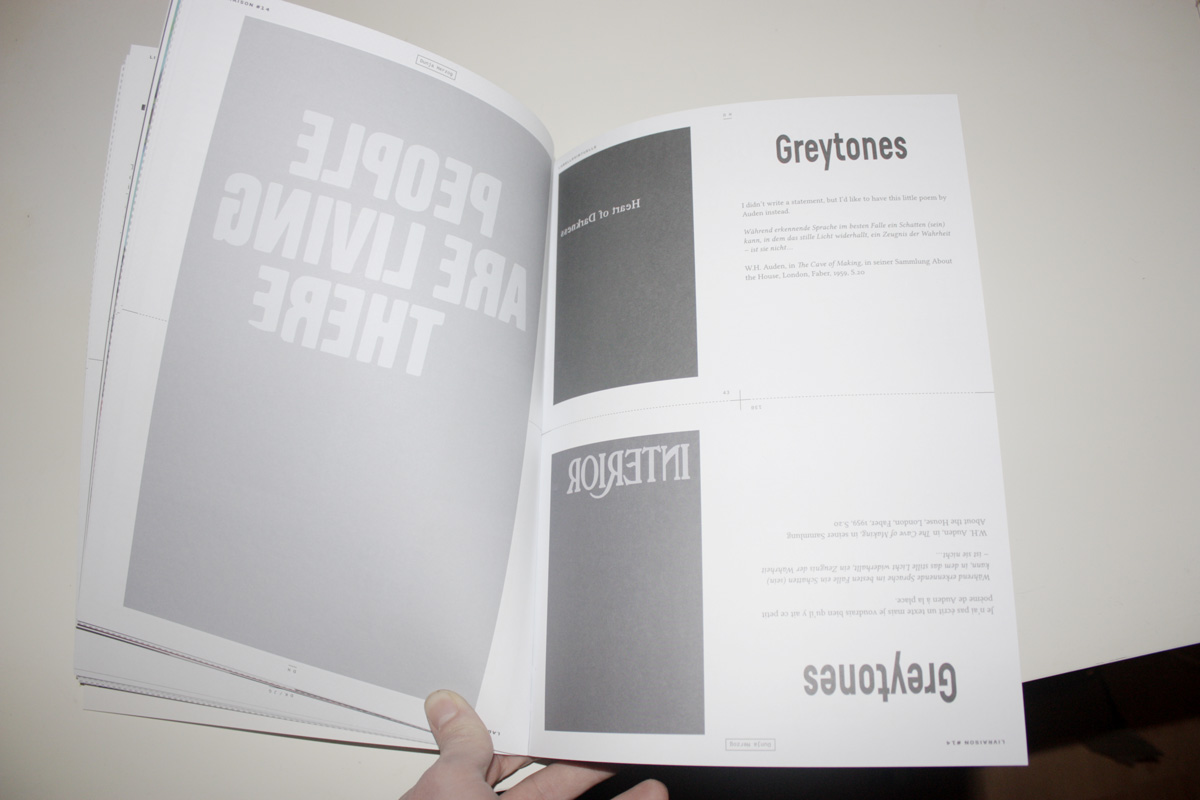 LIVRAISON #14
PEOPLE
ARE LIVING
THERE
Heart of Darkness
Greytones
I didn't write a statement, but I'd like to have this little poem by
Auden instead.
Während erkennende Sprache im besten Falle ein Schatten (sein)
kann, in dem das stille Licht widerhallt, ein Zeugnis der Wahrheit
– ist sie nicht...
W.H. Auden, in The Cave of Making, in seiner Sammlung About
the House, London, Faber, 1959, S.20
INTERIOR
Greytones
Je n'ai pas écrit un texte mais je voudrais bien qu'il y ait ce petit
poème de Auden à la place.
Während erkennende Sprache im besten Falle ein Schatten (sein)
kann, in dem das stille Licht widerhallt, ein Zeugnis der Wahrheit
– ist sie nicht...
W.H. Auden, in The Cave of Making, in seiner Sammlung
About the House, London, Faber, 1959, S.20
Dunja Herzog
LIVRAISON #14